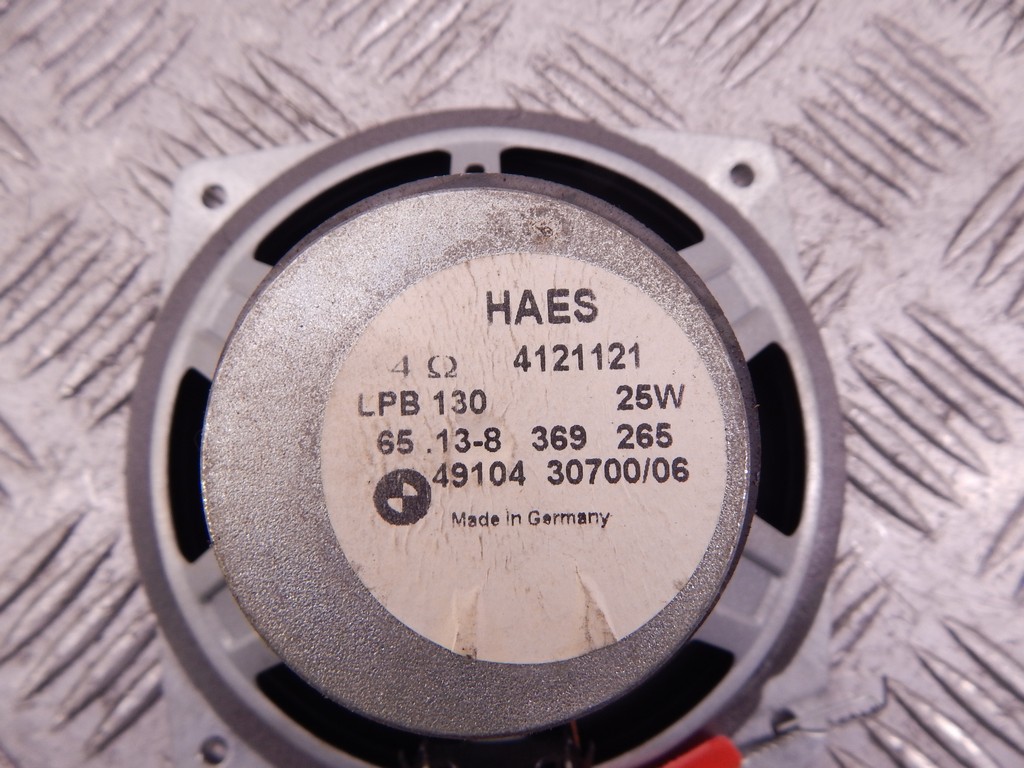 HAES
4 Ω 4121121
LPB 130 25W
65 .13-8 369 265
49104 30700/06
Made in Germany